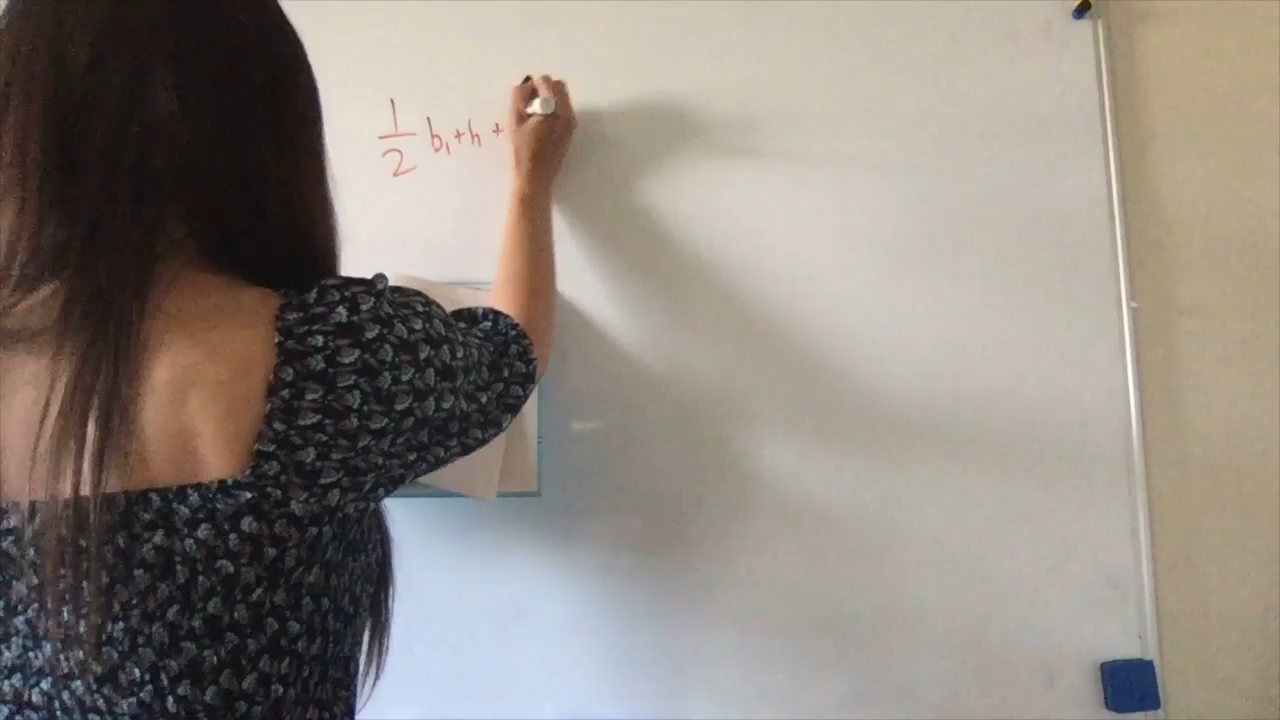 1/2 b₁+h +